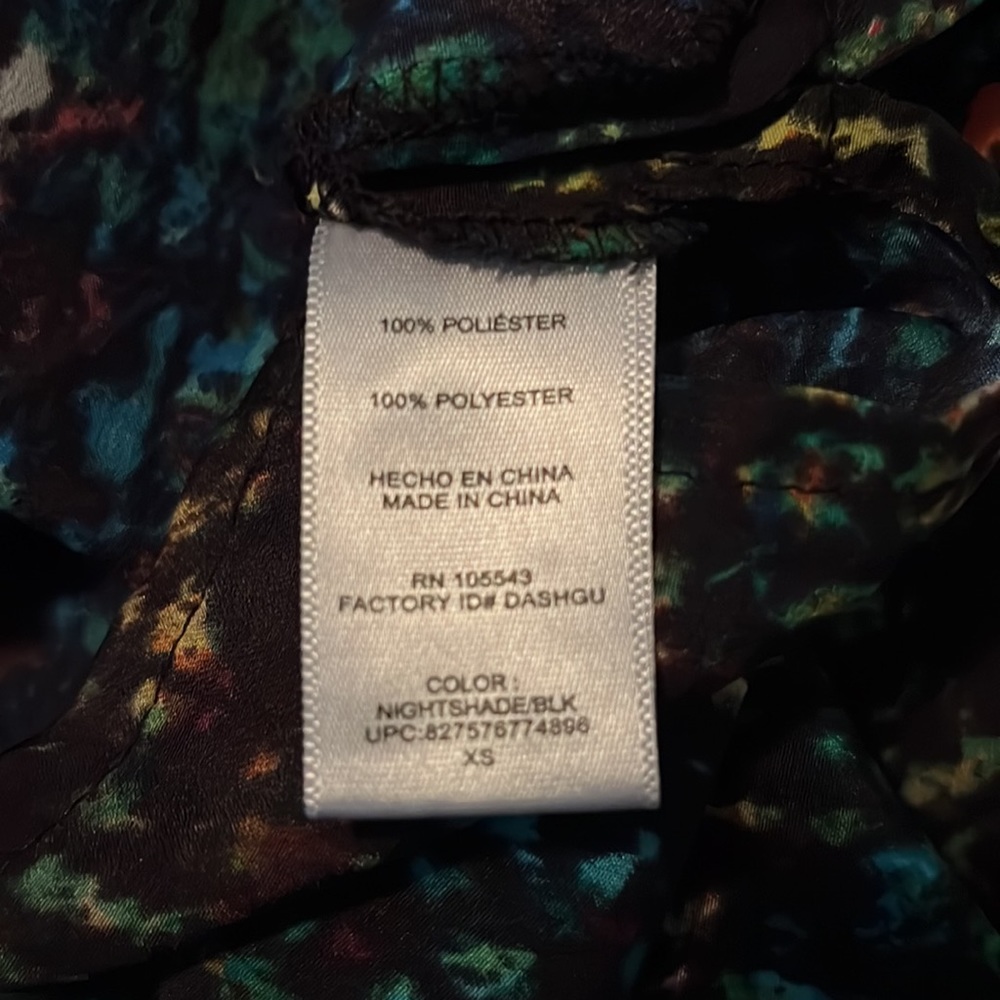 100% POLIÉSTER
100% POLYESTER
HECHO EN CHINA
MADE IN CHINA
RN 105543
FACTORY ID# DASHGU
COLOR :
NIGHTSHADE/BLK
UPC:827576774896
XS